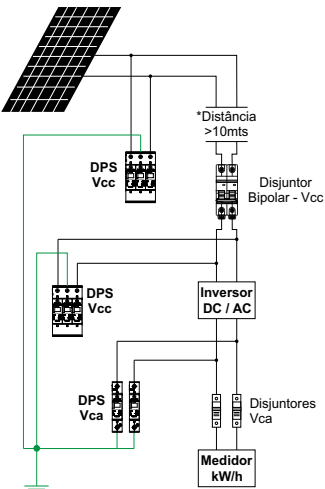 *Distância
>10mts
DPS
Vcc
Disjuntor
Bipolar - Vcc
DPS
Vcc
Inversor
DC / AC
DPS
Vca
Disjuntores
Vca
Medidor
kW/h